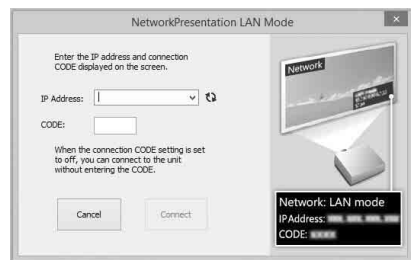 NetworkPresentation LAN Mode
Enter the IP address and connection
CODE displayed on the screen.
IP Address:
CODE:
When the connection CODE setting is set
to off, you can connect to the unit
without entering the CODE.
Cancel
Connect
Network
Network: LAN mode
IPAddress:
CODE: